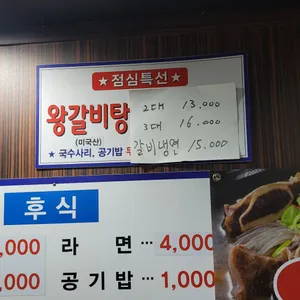 ★점심특선★
왕갈비탕 2대 13.000
(미국산) 3대 16.000
★ 국수사리, 공기밥
갈비냉면 15.000
후식
,000 라면 … 4,000
,000 공기밥 … 1,000